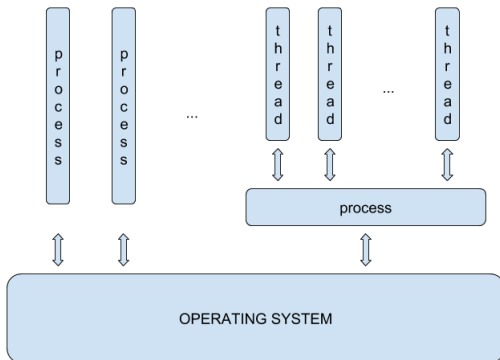 process
process
...
thread
thread
...
thread
process
OPERATING SYSTEM